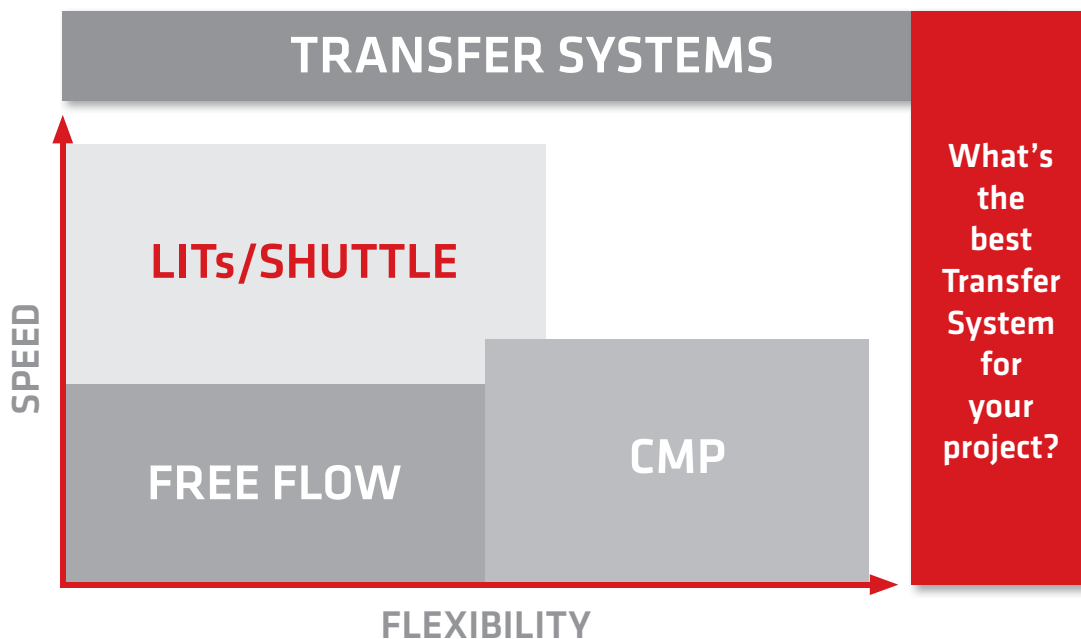 TRANSFER SYSTEMS
What's
the
best
Transfer
System
for
your
project?
SPEED
LITs/SHUTTLE
FREE FLOW
CMP
FLEXIBILITY